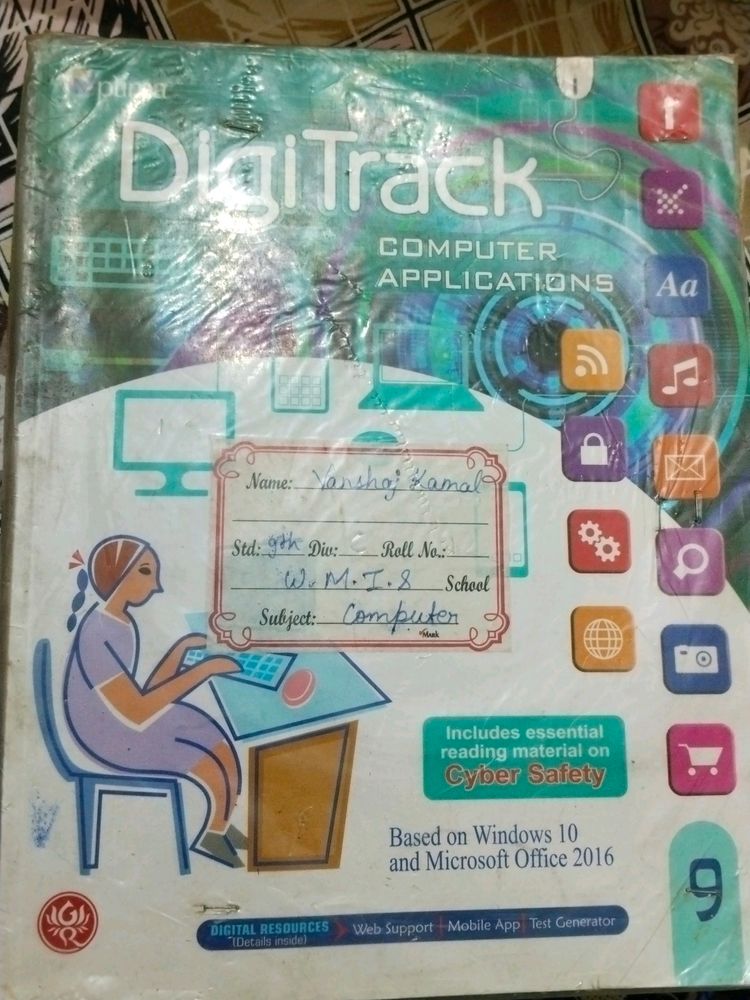 DigiTrack
COMPUTER
APPLICATIONS
Aa
Name: Vanshaj Kamal
Std: 9th Div: Roll No.:
W.M.I.S School
Subject: Computer
Mark
Includes essential
reading material on
Cyber Safety
Based on Windows 10
and Microsoft Office 2016
9
DIGITAL RESOURCES
(Details inside)
Web Support Mobile App Test Generator